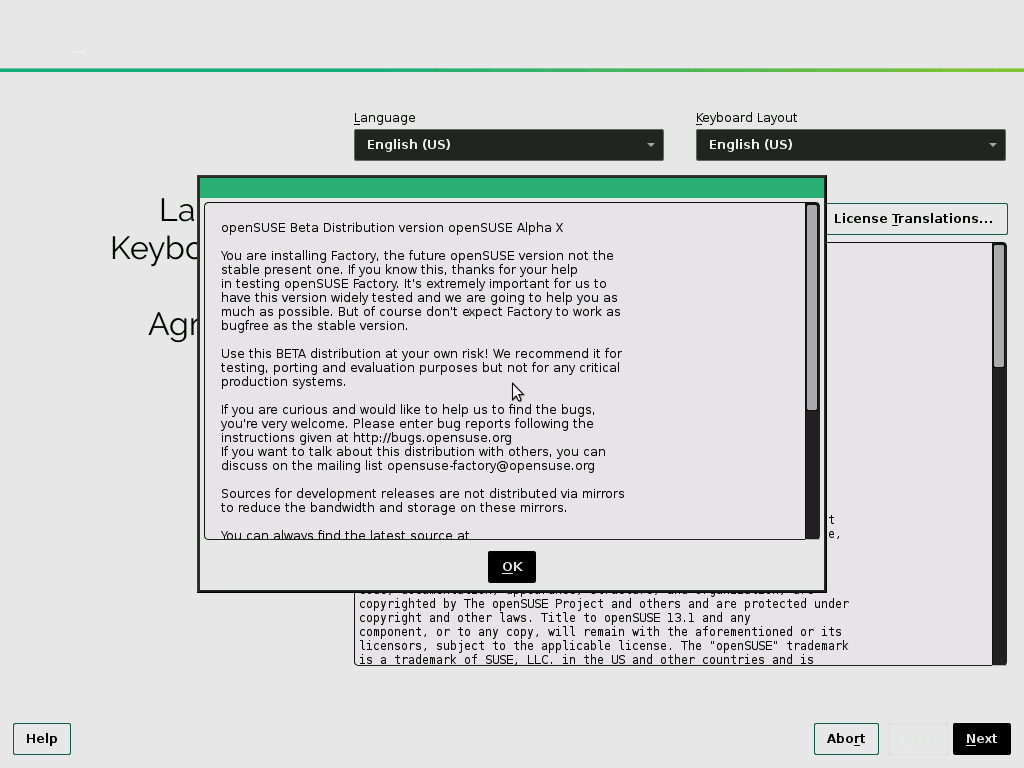 Language
Keyboard Layout
English (US)
English (US)
La
Keybo
Agr
License Translations...
openSUSE Beta Distribution version openSUSE Alpha X
You are installing Factory, the future openSUSE version not the
stable present one. If you know this, thanks for your help
in testing openSUSE Factory. It's extremely important for us to
have this version widely tested and we are going to help you as
much as possible. But of course don't expect Factory to work as
bugfree as the stable version.
Use this BETA distribution at your own risk! We recommend it for
testing, porting and evaluation purposes but not for any critical
production systems.
If you are curious and would like to help us to find the bugs,
you're very welcome. Please enter bug reports following the
instructions given at http://bugs.opensuse.org
If you want to talk about this distribution with others, you can
discuss on the mailing list opensuse-factory@opensuse.org
Sources for development releases are not distributed via mirrors
to reduce the bandwidth and storage on these mirrors.
You can always find the latest source at
t
e,
OK
code, documentation, appearance, structure, and organization, are
copyrighted by The openSUSE Project and others and are protected under
copyright and other laws. Title to openSUSE 13.1 and any
component, or to any copy, will remain with the aforementioned or its
licensors, subject to the applicable license. The "openSUSE" trademark
is a trademark of SUSE, LLC. in the US and other countries and is
Help
Abort
Next